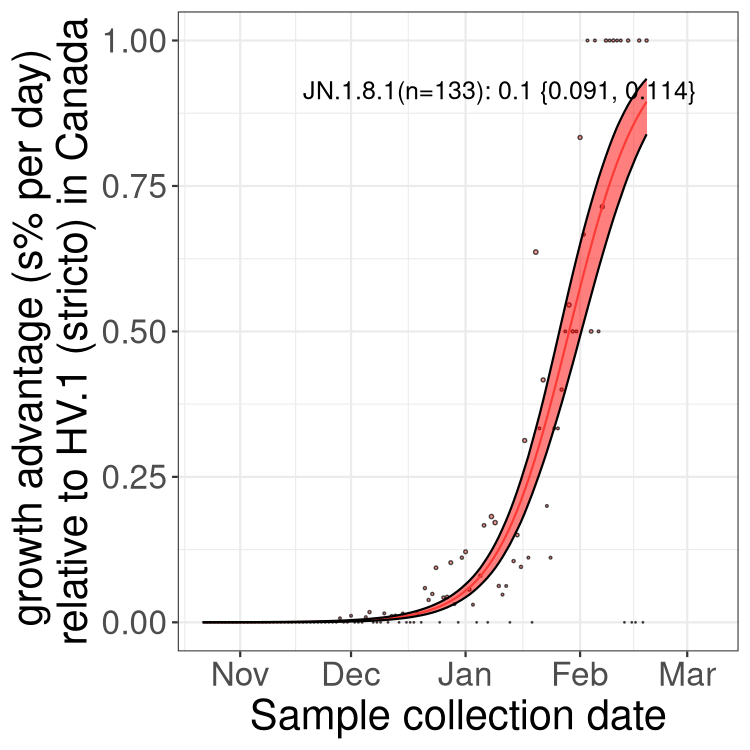 growth advantage (s% per day)
relative to HV.1 (stricto) in Canada
1.00
0.75
0.50
0.25
0.00
JN.1.8.1(n=133): 0.1 {0.091, 0.114}
Nov Dec Jan Feb Mar
Sample collection date